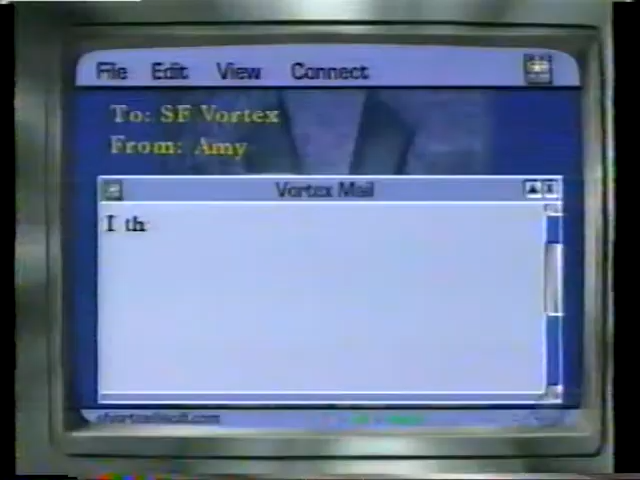 File Edit View Connect
To: SF Vortex
From: Amy
Vortex Mail
I th